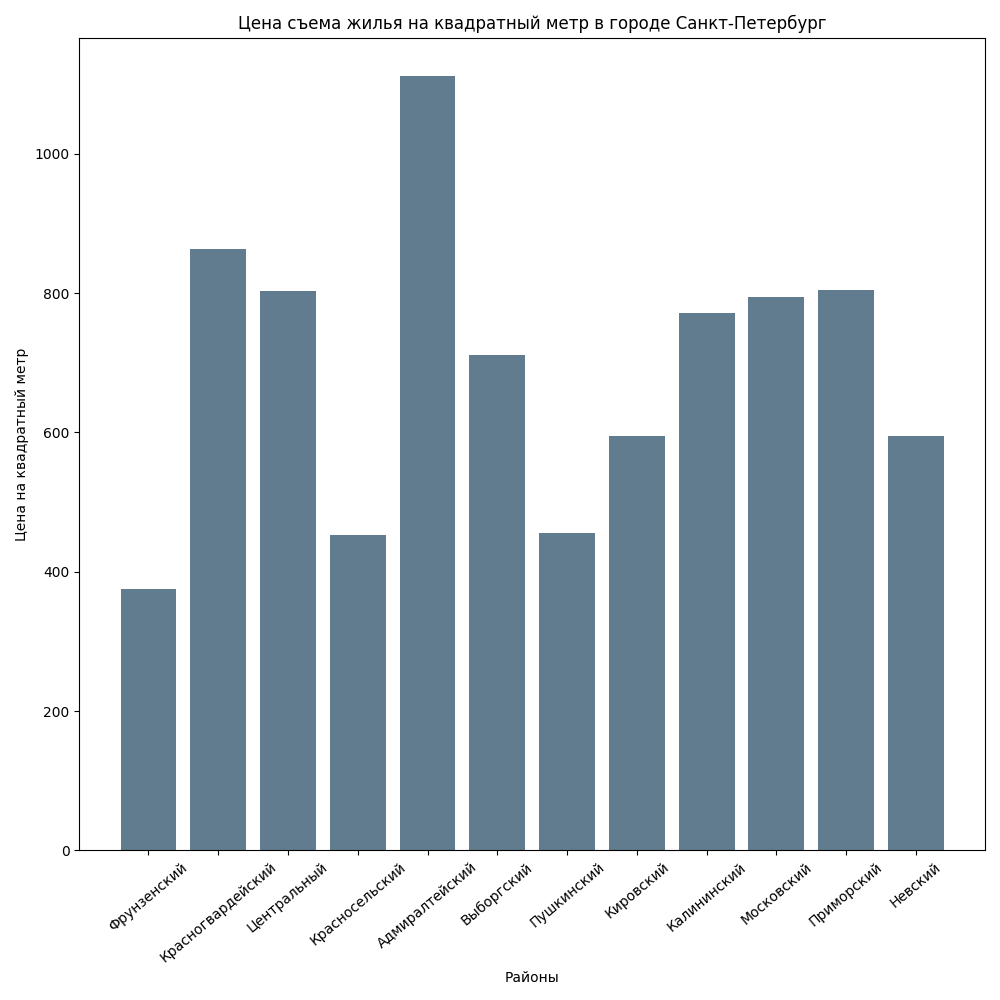 Цена съема жилья на квадратный метр в городе Санкт-Петербург
Цена на квадратный метр
1000
800
600
400
200
0
Фрунзенский
Красногвардейский
Центральный
Красносельский
Адмиралтейский
Выборгский
Пушкинский
Кировский
Калининский
Московский
Приморский
Невский
Районы